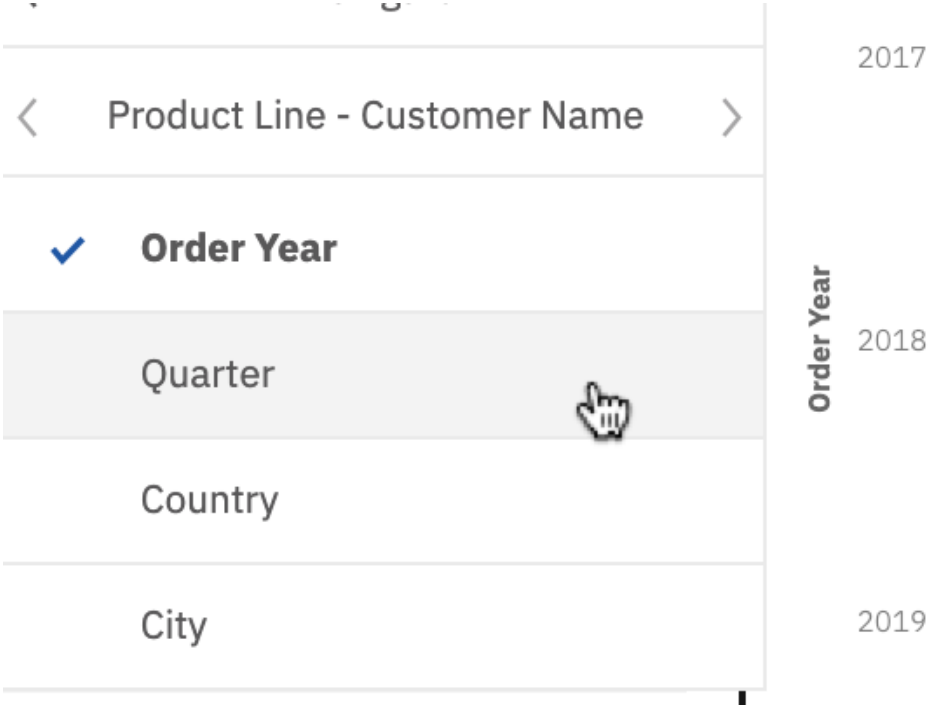 Product Line - Customer Name
Order Year
Quarter
Country
City
Order Year
2017
2018
2019